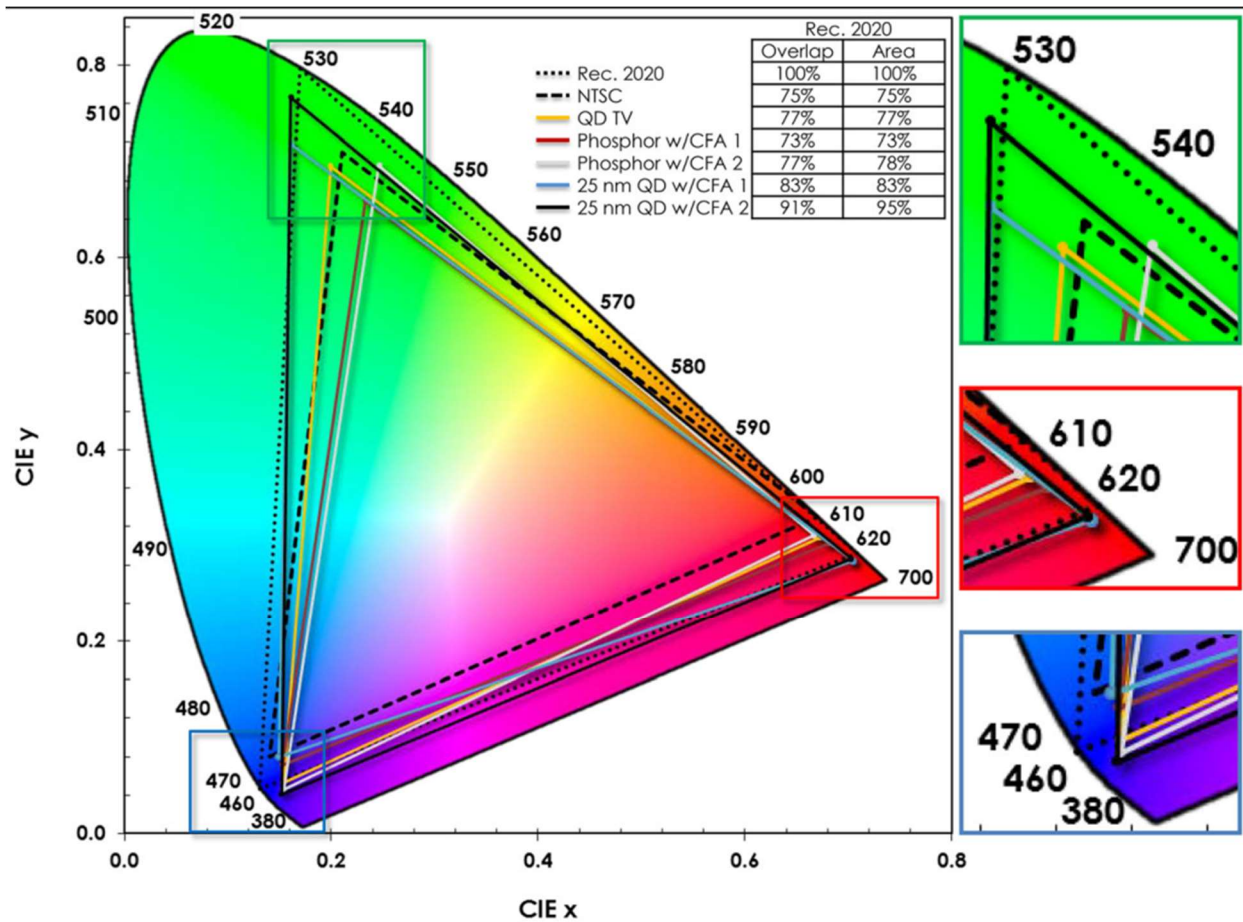 Rec. 2020
Overlap Area
Rec. 2020 100% 100%
NTSC 75% 75%
QD TV 77% 77%
Phosphor w/CFA 1 73% 73%
Phosphor w/CFA 2 77% 78%
25 nm QD w/CFA 1 83% 83%
25 nm QD w/CFA 2 91% 95%
520
530
540
550
560
570
580
590
600
610
620
700
510
500
490
480
470
460
380
0.8
0.6
0.4
0.2
0.0
0.0 0.2 0.4 0.6 0.8
CIE y
CIE x
530
540
610
620
700
470
460
380